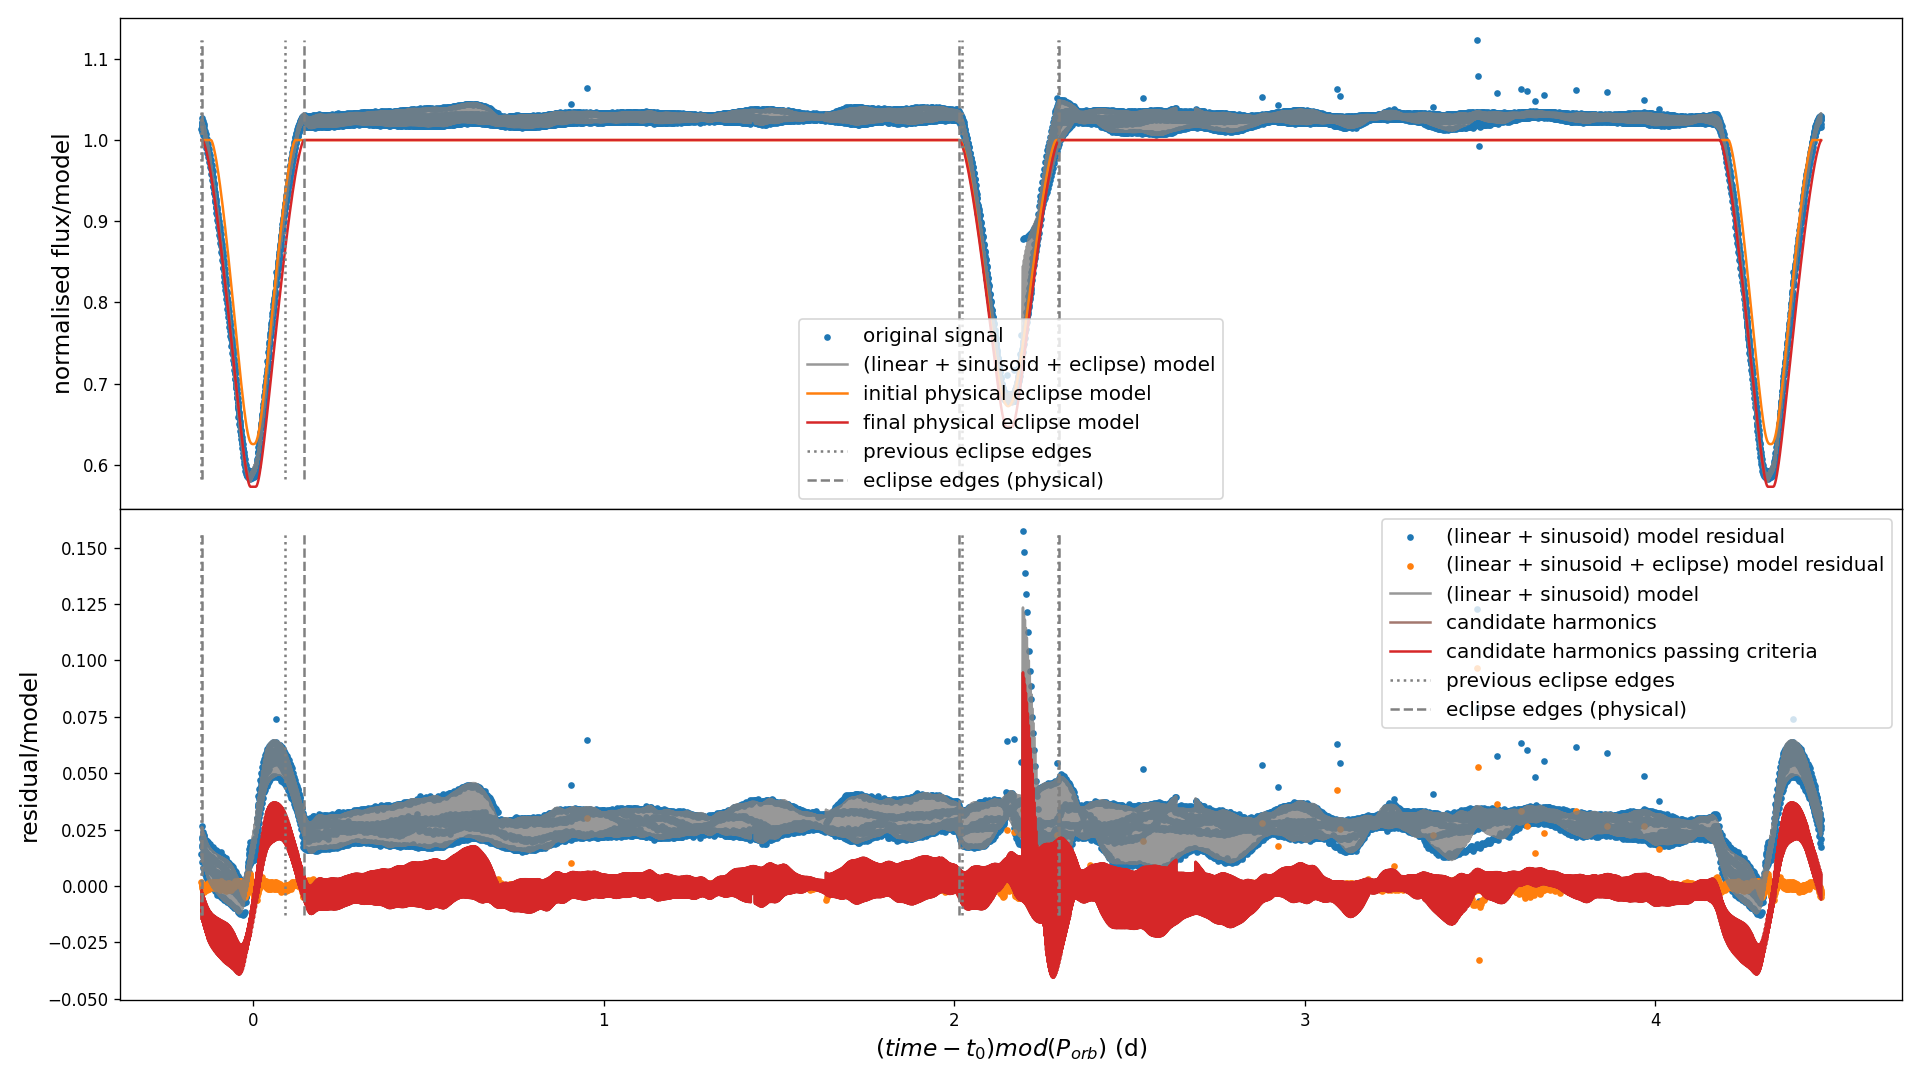 normalised flux/model
1.1
1.0
0.9
0.8
0.7
0.6
original signal
(linear + sinusoid + eclipse) model
initial physical eclipse model
final physical eclipse model
previous eclipse edges
eclipse edges (physical)
residual/model
0.150
0.125
0.100
0.075
0.050
0.025
0.000
−0.025
−0.050
(linear + sinusoid) model residual
(linear + sinusoid + eclipse) model residual
(linear + sinusoid) model
candidate harmonics
candidate harmonics passing criteria
previous eclipse edges
eclipse edges (physical)
0 1 2 3 4
(time − t₀)mod(P_orb) (d)